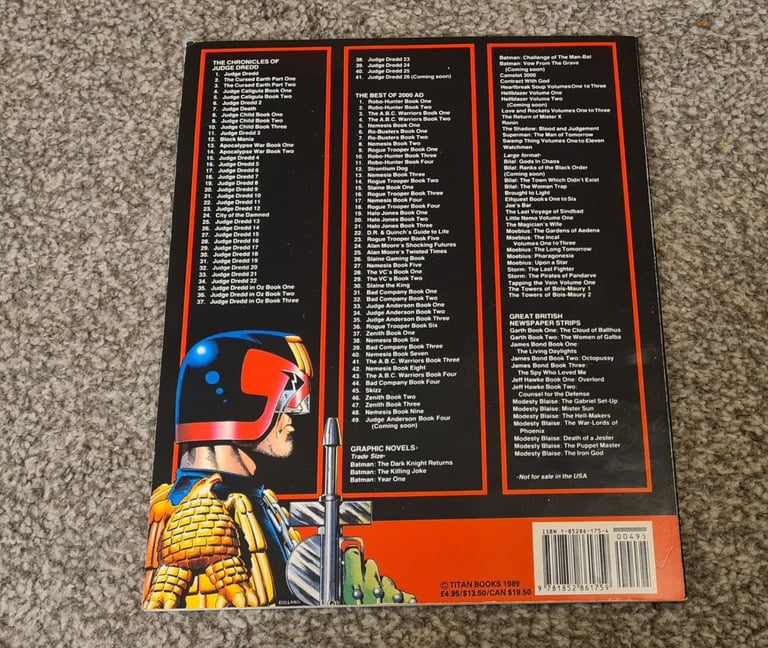 THE CHRONICLES OF
JUDGE DREDD
1. Judge Dredd
2. The Cursed Earth Part One
3. The Cursed Earth Part Two
4. Judge Caligula Book One
5. Judge Caligula Book Two
6. Judge Dredd 2
7. Judge Death
8. Judge Child Book One
9. Judge Child Book Two
10. Judge Child Book Three
11. Judge Dredd 3
12. Block Mania
13. Apocalypse War Book One
14. Apocalypse War Book Two
15. Judge Dredd 4
16. Judge Dredd 5
17. Judge Dredd 6
18. Judge Dredd 7
19. Judge Dredd 8
20. Judge Dredd 9
21. Judge Dredd 10
22. Judge Dredd 11
23. Judge Dredd 12
24. City of the Damned
25. Judge Dredd 13
26. Judge Dredd 14
27. Judge Dredd 15
28. Judge Dredd 16
29. Judge Dredd 17
30. Judge Dredd 18
31. Judge Dredd 19
32. Judge Dredd 20
33. Judge Dredd 21
34. Judge Dredd 22
35. Judge Dredd in Oz Book One
36. Judge Dredd in Oz Book Two
37. Judge Dredd in Oz Book Three
38. Judge Dredd 23
39. Judge Dredd 24
40. Judge Dredd 25
41. Judge Dredd 26 (Coming soon)
THE BEST OF 2000 AD
1. Robo-Hunter Book One
2. Robo-Hunter Book Two
3. The A.B.C. Warriors Book One
4. The A.B.C. Warriors Book Two
5. Nemesis Book One
6. Ro-Busters Book One
7. Ro-Busters Book Two
8. Nemesis Book Two
9. Rogue Trooper Book One
10. Robo-Hunter Book Three
11. Robo-Hunter Book Four
12. Strontium Dog
13. Nemesis Book Three
14. Rogue Trooper Book Two
15. Slaine Book One
16. Rogue Trooper Book Three
17. Nemesis Book Four
18. Rogue Trooper Book Four
19. Halo Jones Book One
20. Halo Jones Book Two
21. Halo Jones Book Three
22. D.R. & Quinch's Guide to Life
23. Rogue Trooper Book Five
24. Alan Moore's Shocking Futures
25. Alan Moore's Twisted Times
26. Slaine Gaming Book
27. Nemesis Book Five
28. The VC's Book One
29. The VC's Book Two
30. Slaine the King
31. Bad Company Book One
32. Bad Company Book Two
33. Judge Anderson Book One
34. Judge Anderson Book Two
35. Judge Anderson Book Three
36. Rogue Trooper Book Six
37. Zenith Book One
38. Nemesis Book Six
39. Bad Company Book Three
40. Nemesis Book Seven
41. The A.B.C. Warriors Book Three
42. Nemesis Book Eight
43. The A.B.C. Warriors Book Four
44. Bad Company Book Four
45. Skizz
46. Zenith Book Two
47. Zenith Book Three
48. Nemesis Book Nine
49. Judge Anderson Book Four
(Coming soon)
GRAPHIC NOVELS-
Trade Size-
Batman: The Dark Knight Returns
Batman: The Killing Joke
Batman: Year One
Batman: Challenge of The Man-Bat
Batman: Vow From The Grave
(Coming soon)
Camelot 3000
Contract With God
Heartbreak Soup Volumes One to Three
Hellblazer Volume One
Hellblazer Volume Two
(Coming soon)
Love and Rockets Volumes One to Three
The Return of Mister X
Ronin
The Shadow: Blood and Judgement
Superman: The Man of Tomorrow
Swamp Thing Volumes One to Eleven
Watchmen
Large format-
Bilal: Gods In Chaos
Bilal: Ranks of the Black Order
(Coming soon)
Bilal: The Town Which Didn't Exist
Bilal: The Woman Trap
Brought to Light
Elfquest Books One to Six
Joe's Bar
The Last Voyage of Sindbad
Little Nemo Volume One
The Magician's Wife
Moebius: The Gardens of Aedena
Moebius: The Incal
Volumes One to Three
Moebius: The Long Tomorrow
Moebius: Pharagonesia
Moebius: Upon a Star
Storm: The Last Fighter
Storm: The Pirates of Pandarve
Tapping the Vein Volume One
The Towers of Bois-Maury 1
The Towers of Bois-Maury 2
GREAT BRITISH
NEWSPAPER STRIPS
Garth Book One: The Cloud of Balthus
Garth Book Two: The Women of Galba
James Bond Book One:
The Living Daylights
James Bond Book Two: Octopussy
James Bond Book Three:
The Spy Who Loved Me
Jeff Hawke Book One: Overlord
Jeff Hawke Book Two:
Counsel for the Defense
Modesty Blaise: The Gabriel Set-Up
Modesty Blaise: Mister Sun
Modesty Blaise: The Hell-Makers
Modesty Blaise: The War-Lords of
Phoenix
Modesty Blaise: Death of a Jester
Modesty Blaise: The Puppet Master
Modesty Blaise: The Iron God
-Not for sale in the USA
BOLLAND
© TITAN BOOKS 1989
£4.95/$13.50/CAN $19.50
ISBN 1-85286-175-4
00495
9 781852 861759